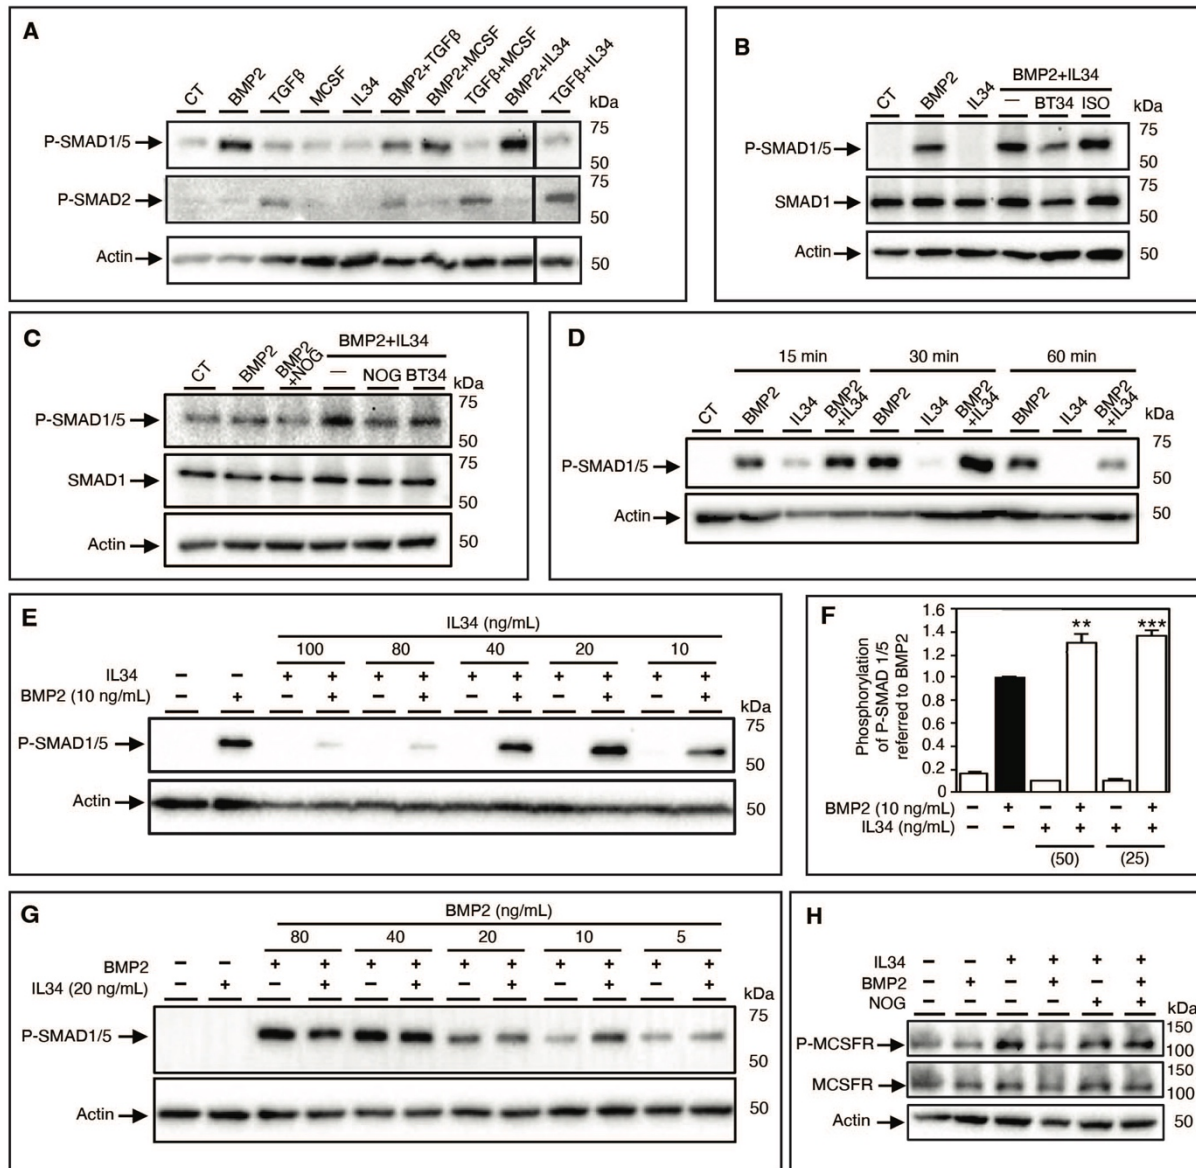 A
CT BMP2 TGFβ MCSF IL34 BMP2+TGFβ BMP2+MCSF TGFβ+MCSF BMP2+IL34 TGFβ+IL34
kDa
P-SMAD1/5 75
50
P-SMAD2 75
50
Actin 50
B
BMP2+IL34
CT BMP2 IL34 — BT34 ISO
kDa
P-SMAD1/5 75
50
SMAD1 75
50
Actin 50
C
BMP2+IL34
CT BMP2 BMP2+NOG — NOG BT34
kDa
P-SMAD1/5 75
50
SMAD1 75
50
Actin 50
D
15 min 30 min 60 min
CT BMP2 IL34 BMP2+IL34 BMP2 IL34 BMP2+IL34 BMP2 IL34 BMP2+IL34
kDa
P-SMAD1/5 75
50
Actin 50
E
IL34 (ng/mL)
100 80 40 20 10
IL34 – – + + + + + + + + + +
BMP2 (10 ng/mL) – + – + – + – + – + – +
kDa
P-SMAD1/5 75
50
Actin 50
F
Phosphorylation
of P-SMAD 1/5
referred to BMP2
1.6
1.4
1.2
1.0
0.8
0.6
0.4
0.2
0
** ***
BMP2 (10 ng/mL) – + – + – +
IL34 (ng/mL) – – + + + +
(50) (25)
G
BMP2 (ng/mL)
80 40 20 10 5
BMP2 – – + + + + + + + + + +
IL34 (20 ng/mL) – + – + – + – + – + – +
kDa
P-SMAD1/5 75
50
Actin 50
H
IL34 – – + + + +
BMP2 – + – + – +
NOG – – – – + +
kDa
P-MCSFR 150
100
MCSFR 150
100
Actin 50